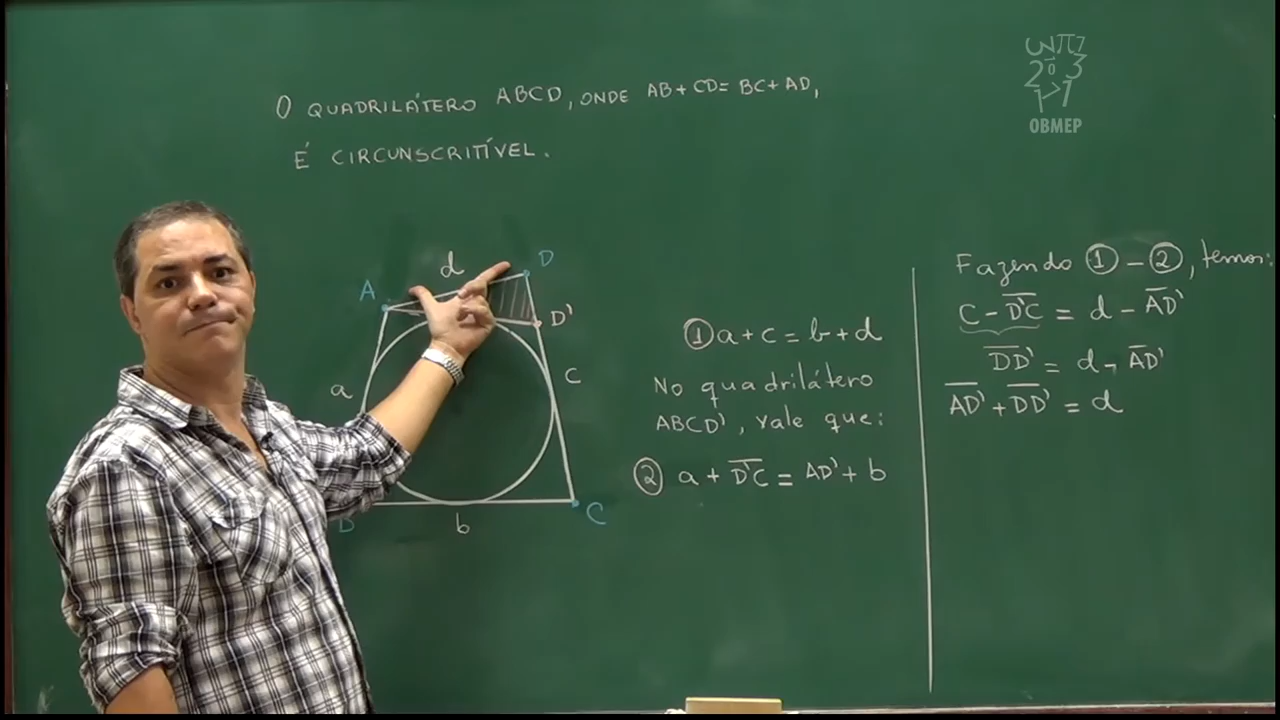 O QUADRILÁTERO ABCD, ONDE AB+CD=BC+AD,
É CIRCUNSCRITÍVEL.
OBMEP
d
D
A
D'
a
C
B
b
C
① a + c = b + d
No quadrilátero
ABCD', vale que:
② a + D'C = AD' + b
Fazendo ① - ②, temos:
C - D'C = d - AD'
DD' = d - AD'
AD' + DD' = d